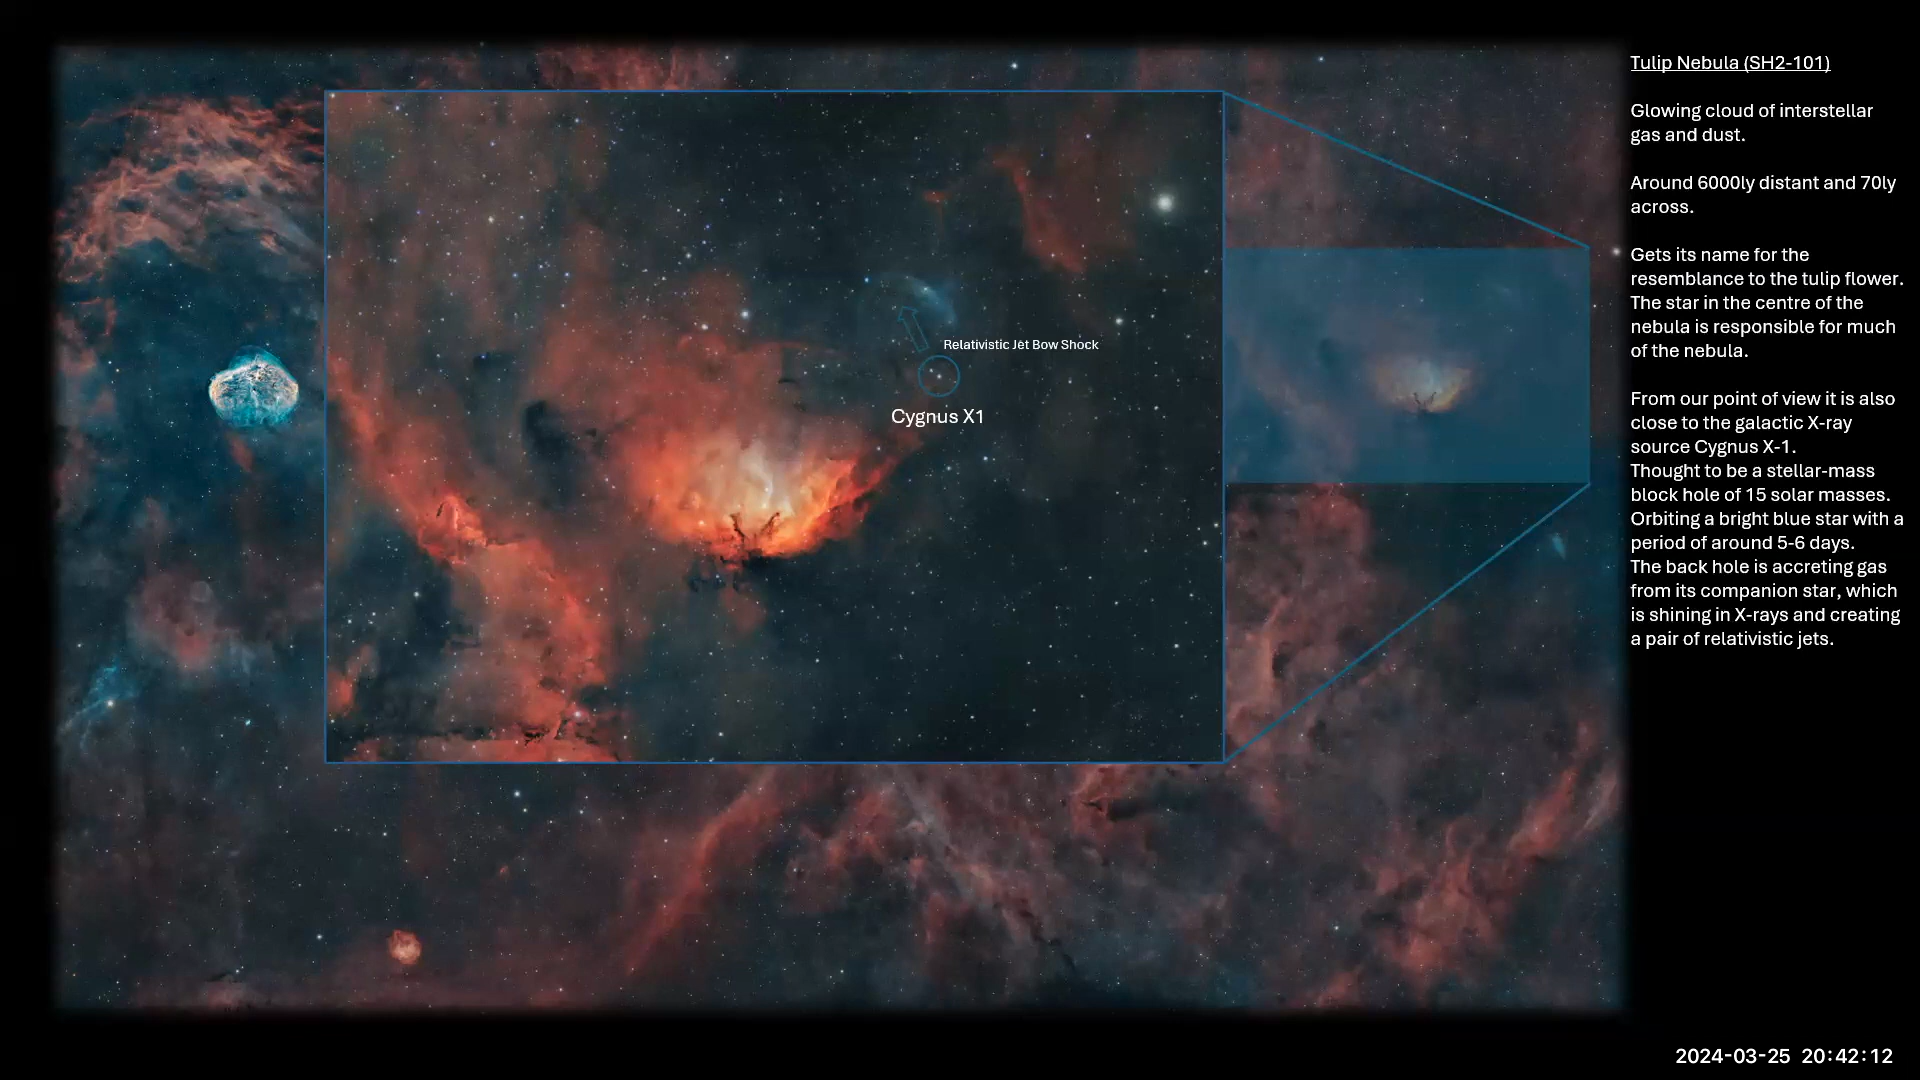 Tulip Nebula (SH2-101)
Glowing cloud of interstellar
gas and dust.
Around 6000ly distant and 70ly
across.
Gets its name for the
resemblance to the tulip flower.
The star in the centre of the
nebula is responsible for much
of the nebula.
From our point of view it is also
close to the galactic X-ray
source Cygnus X-1.
Thought to be a stellar-mass
block hole of 15 solar masses.
Orbiting a bright blue star with a
period of around 5-6 days.
The back hole is accreting gas
from its companion star, which
is shining in X-rays and creating
a pair of relativistic jets.
Relativistic Jet Bow Shock
Cygnus X1
2024-03-25 20:42:12